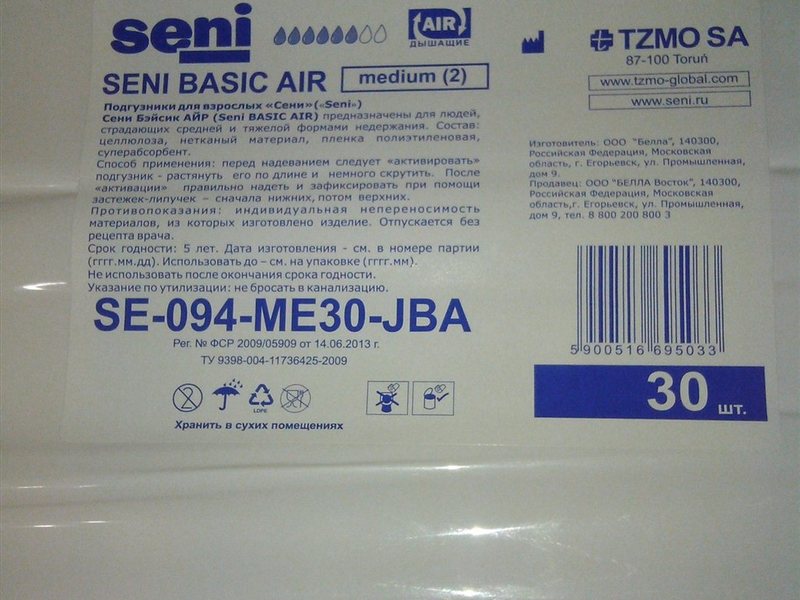 seni
AIR
ДЫШАЩИЕ
SENI BASIC AIR
medium (2)
Подгузники для взрослых «Сени» («Seni»)
Сени Бэйсик АЙР (Seni BASIC AIR) предназначены для людей,
страдающих средней и тяжелой формами недержания. Состав:
целлюлоза, нетканый материал, пленка полиэтиленовая,
суперабсорбент.
Способ применения: перед надеванием следует «активировать»
подгузник - растянуть его по длине и немного скрутить. После
«активации» правильно надеть и зафиксировать при помощи
застежек-липучек – сначала нижних, потом верхних.
Противопоказания: индивидуальная непереносимость
материалов, из которых изготовлено изделие. Отпускается без
рецепта врача.
Срок годности: 5 лет. Дата изготовления - см. в номере партии
(гггг.мм.дд). Использовать до – см. на упаковке (гггг.мм).
Не использовать после окончания срока годности.
Указание по утилизации: не бросать в канализацию.
SE-094-ME30-JBA
Рег. № ФСР 2009/05909 от 14.06.2013 г.
ТУ 9398-004-11736425-2009
2
LDPE
Хранить в сухих помещениях
TZMO SA
87-100 Toruń
www.tzmo-global.com
www.seni.ru
Изготовитель: ООО "Белла", 140300,
Российская Федерация, Московская
область, г. Егорьевск, ул. Промышленная,
дом 9.
Продавец: ООО "БЕЛЛА Восток", 140300,
Российская Федерация, Московская
область,г. Егорьевск, ул. Промышленная,
дом 9, тел. 8 800 200 800 3
5 900516 695033
30 шт.